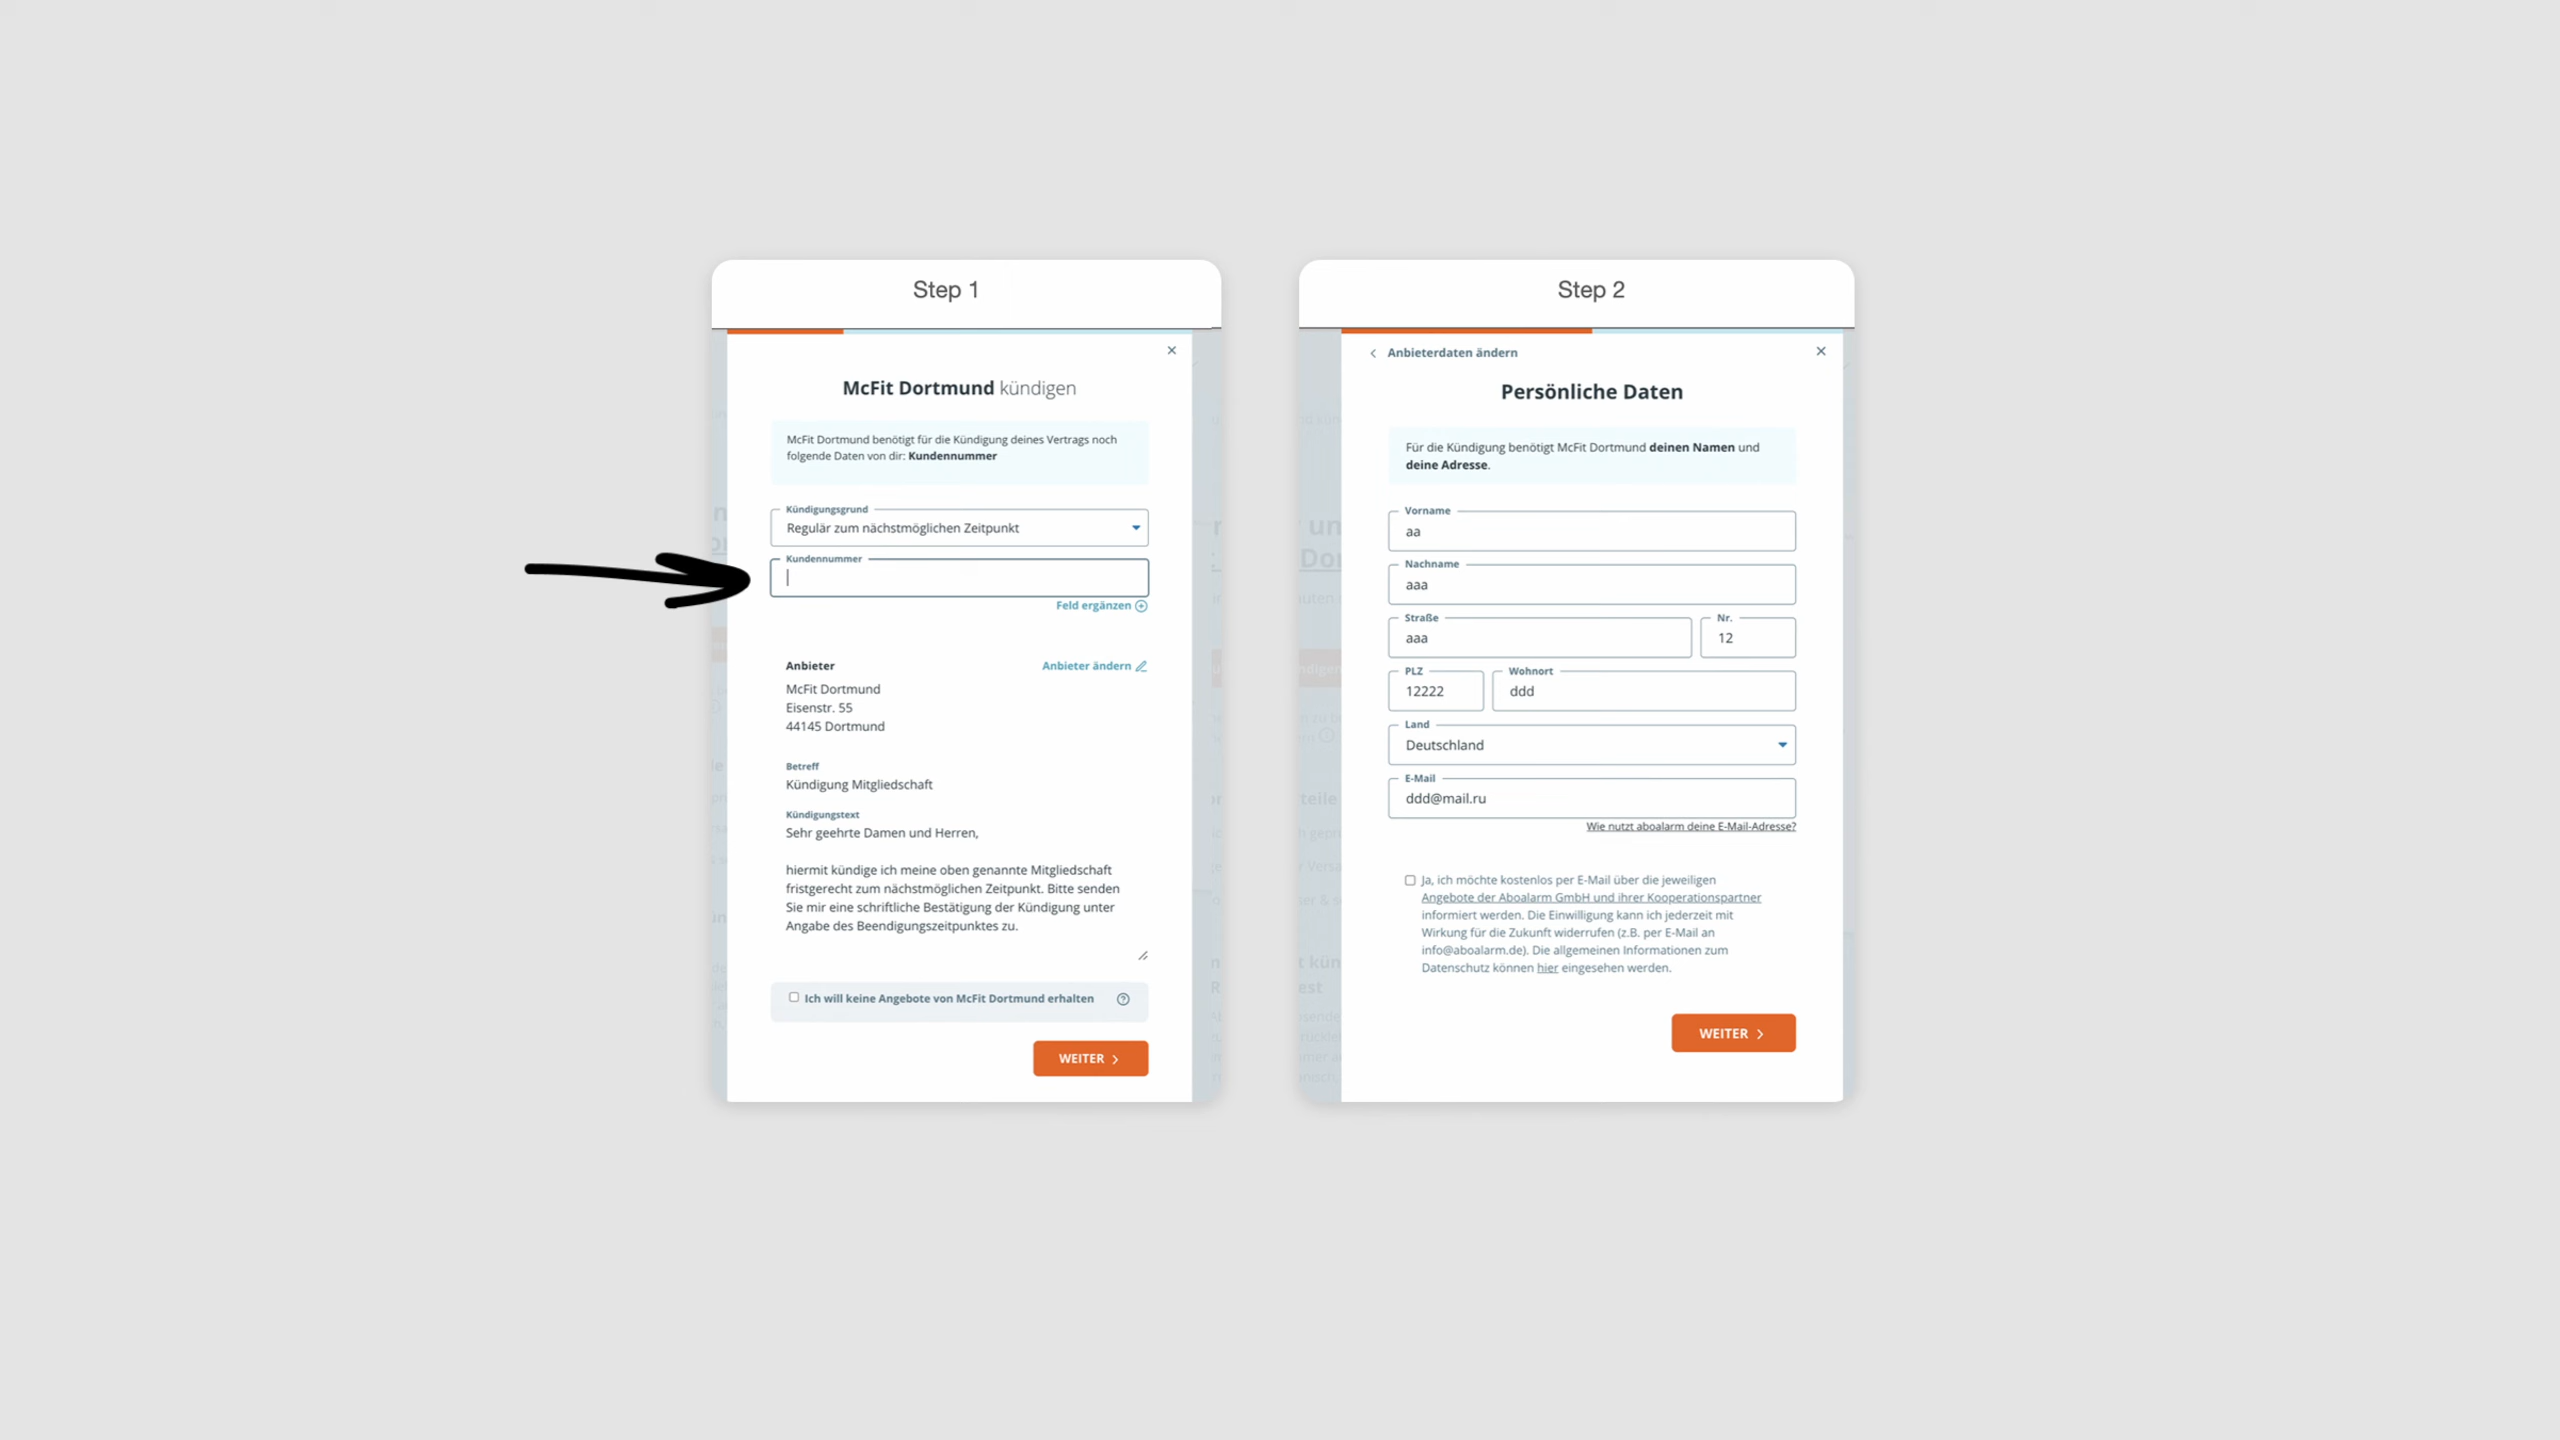 Step 1
McFit Dortmund kündigen
McFit Dortmund benötigt für die Kündigung deines Vertrags noch
folgende Daten von dir: Kundennummer
Kündigungsgrund
Regulär zum nächstmöglichen Zeitpunkt
Kundennummer
Feld ergänzen
Anbieter
Anbieter ändern
McFit Dortmund
Eisenstr. 55
44145 Dortmund
Betreff
Kündigung Mitgliedschaft
Kündigungstext
Sehr geehrte Damen und Herren,
hiermit kündige ich meine oben genannte Mitgliedschaft
fristgerecht zum nächstmöglichen Zeitpunkt. Bitte senden
Sie mir eine schriftliche Bestätigung der Kündigung unter
Angabe des Beendigungszeitpunktes zu.
Ich will keine Angebote von McFit Dortmund erhalten
WEITER
Step 2
Anbieterdaten ändern
Persönliche Daten
Für die Kündigung benötigt McFit Dortmund deinen Namen und
deine Adresse.
Vorname
aa
Nachname
aaa
Straße
aaa
Nr.
12
PLZ
12222
Wohnort
ddd
Land
Deutschland
E-Mail
ddd@mail.ru
Wie nutzt aboalarm deine E-Mail-Adresse?
Ja, ich möchte kostenlos per E-Mail über die jeweiligen
Angebote der Aboalarm GmbH und ihrer Kooperationspartner
informiert werden. Die Einwilligung kann ich jederzeit mit
Wirkung für die Zukunft widerrufen (z.B. per E-Mail an
info@aboalarm.de). Die allgemeinen Informationen zum
Datenschutz können hier eingesehen werden.
WEITER